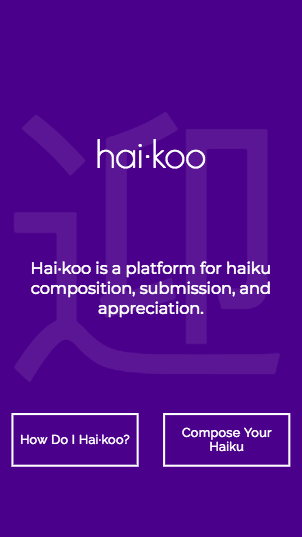 迎
hai·koo
Hai·koo is a platform for haiku
composition, submission, and
appreciation.
How Do I Hai·koo?
Compose Your
Haiku